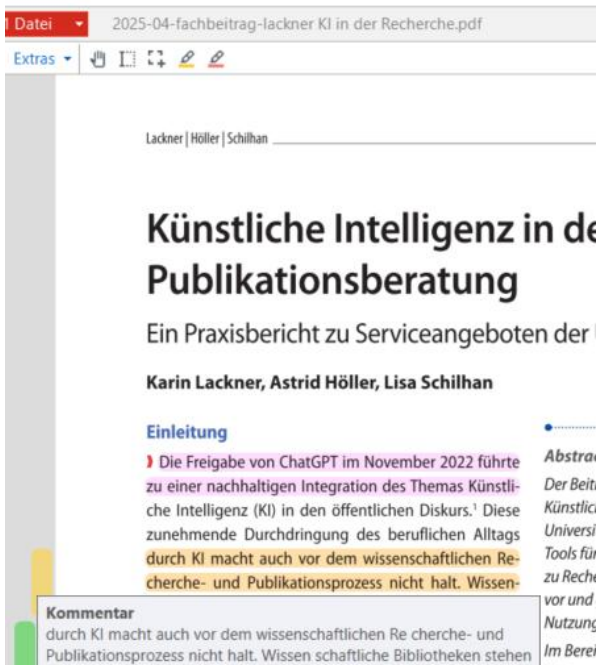 Datei
2025-04-fachbeitrag-lackner KI in der Recherche.pdf
Extras
Lackner | Höller | Schilhan
Künstliche Intelligenz in de
Publikationsberatung
Ein Praxisbericht zu Serviceangeboten der
Karin Lackner, Astrid Höller, Lisa Schilhan
Einleitung
Die Freigabe von ChatGPT im November 2022 führte
zu einer nachhaltigen Integration des Themas Künstli-
che Intelligenz (KI) in den öffentlichen Diskurs.¹ Diese
zunehmende Durchdringung des beruflichen Alltags
durch KI macht auch vor dem wissenschaftlichen Re-
cherche- und Publikationsprozess nicht halt. Wissen-
Abstrac
Der Beit
Künstlic
Universi
Tools für
zu Reche
vor und
Nutzung
Im Berei
Kommentar
durch KI macht auch vor dem wissenschaftlichen Re cherche- und
Publikationsprozess nicht halt. Wissen schaftliche Bibliotheken stehen